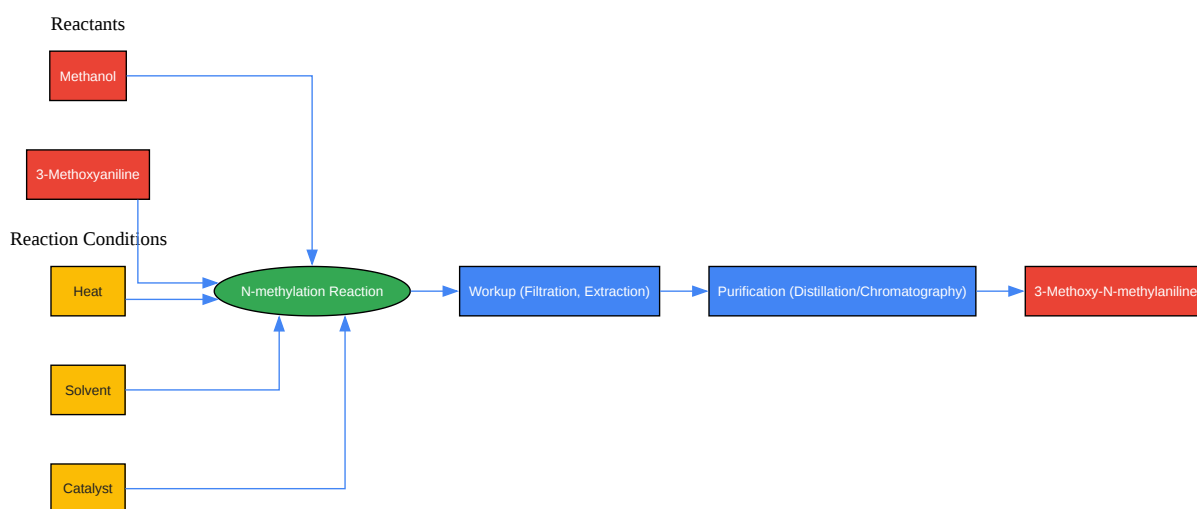 Reactants
Methanol
3-Methoxyaniline
Reaction Conditions
Heat
N-methylation Reaction
Workup (Filtration, Extraction)
Purification (Distillation/Chromatography)
3-Methoxy-N-methylaniline
Solvent
Catalyst